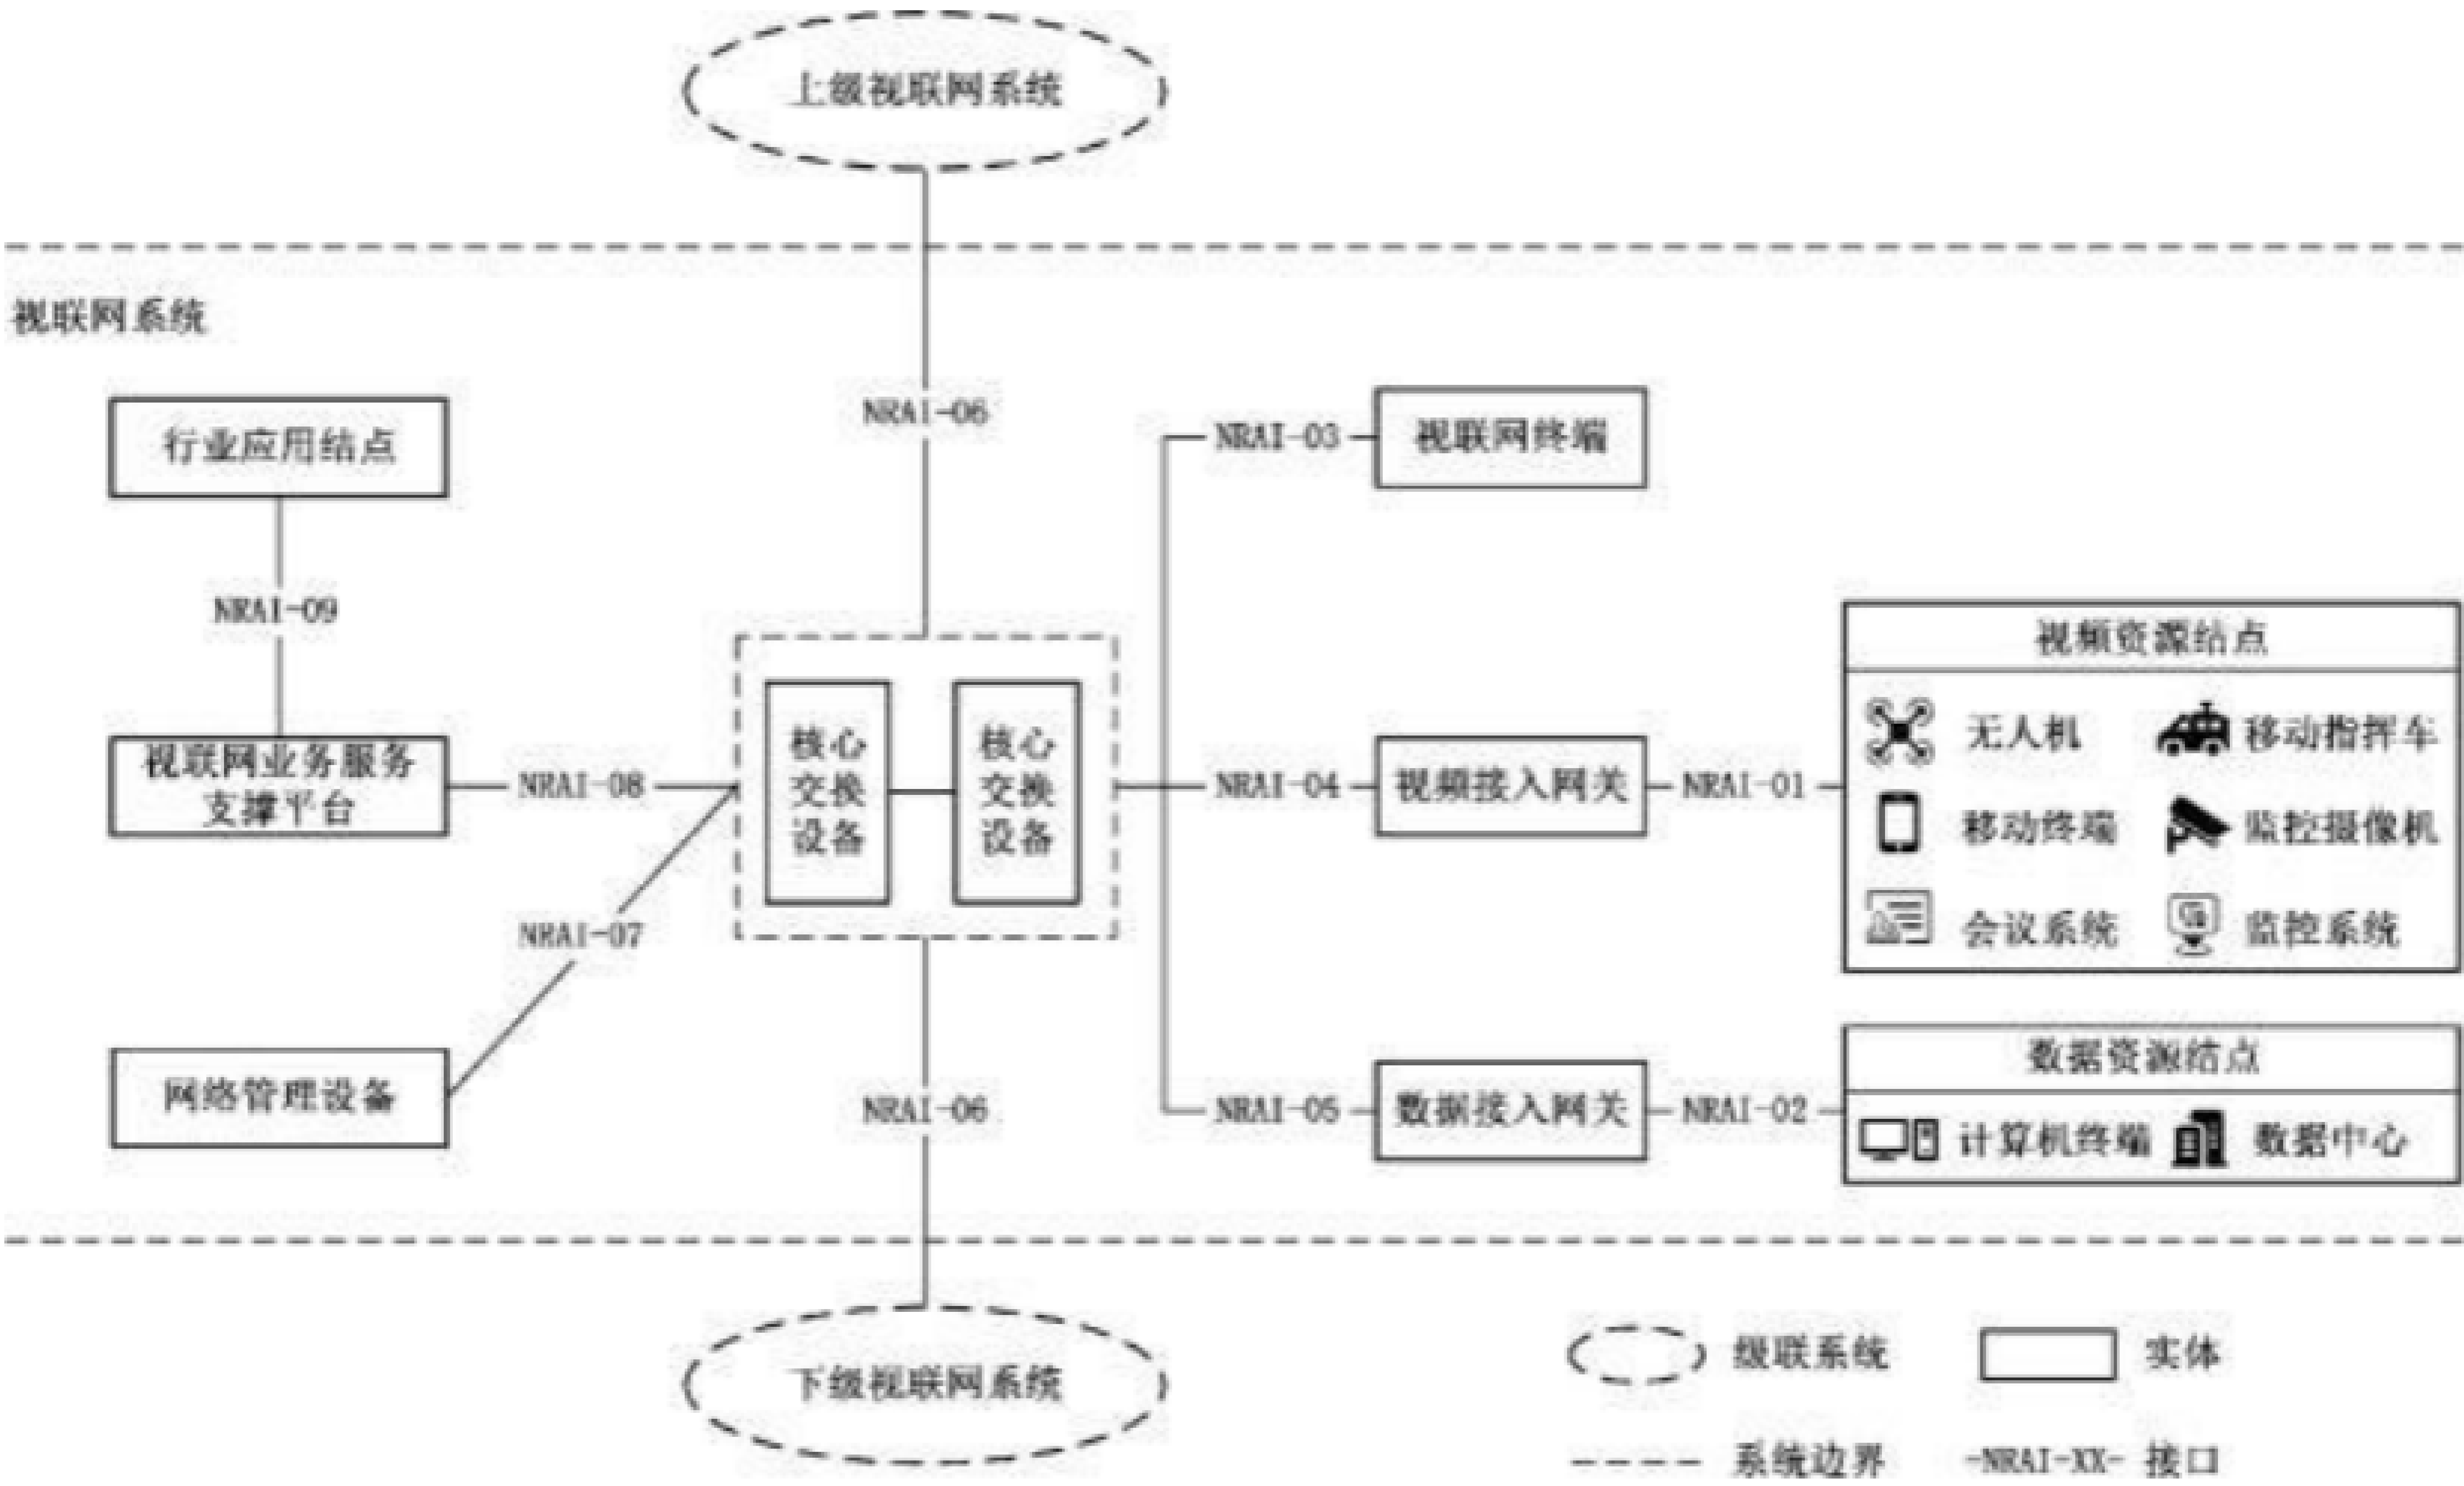 上级视联网系统
视联网系统
NRAI-06
行业应用结点
NRAI-03
视联网终端
NRAI-09
视频资源结点
无人机
移动指挥车
核心
交换
设备
核心
交换
设备
视联网业务服务
支撑平台
NRAI-08
NRAI-04
视频接入网关
NRAI-01
移动终端
监控摄像机
NRAI-07
会议系统
监控系统
数据资源结点
网络管理设备
NRAI-06
NRAI-05
数据接入网关
NRAI-02
计算机终端
数据中心
下级视联网系统
级联系统
实体
系统边界
-NRAI-XX- 接口